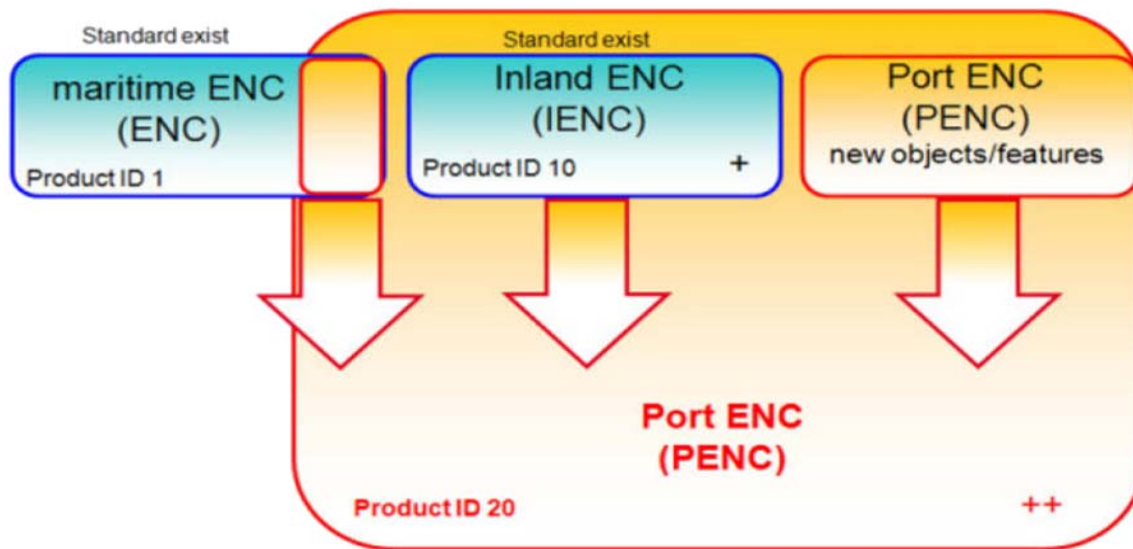 Standard exist
maritime ENC
(ENC)
Product ID 1
Standard exist
Inland ENC
(IENC)
Product ID 10 +
Port ENC
(PENC)
new objects/features
Port ENC
(PENC)
Product ID 20 ++